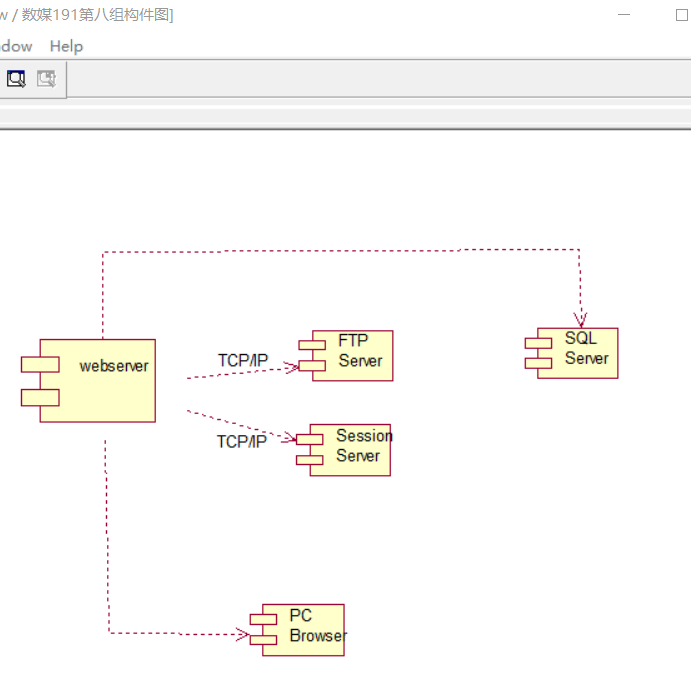 w / 数媒191第八组构件图]
dow Help
FTP
Server
SQL
Server
webserver
TCP/IP
TCP/IP
Session
Server
PC
Browser